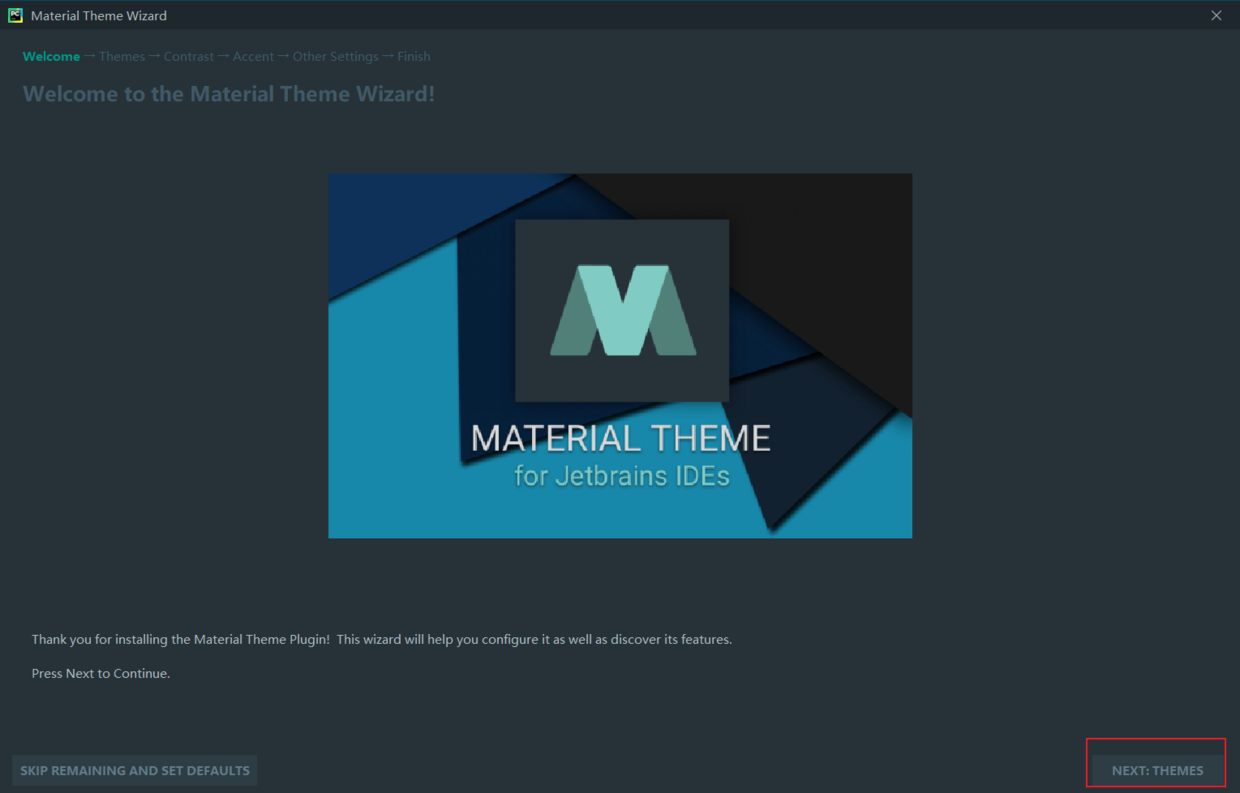 Material Theme Wizard
Welcome → Themes → Contrast → Accent → Other Settings → Finish
Welcome to the Material Theme Wizard!
MATERIAL THEME
for Jetbrains IDEs
Thank you for installing the Material Theme Plugin!  This wizard will help you configure it as well as discover its features.
Press Next to Continue.
SKIP REMAINING AND SET DEFAULTS
NEXT: THEMES